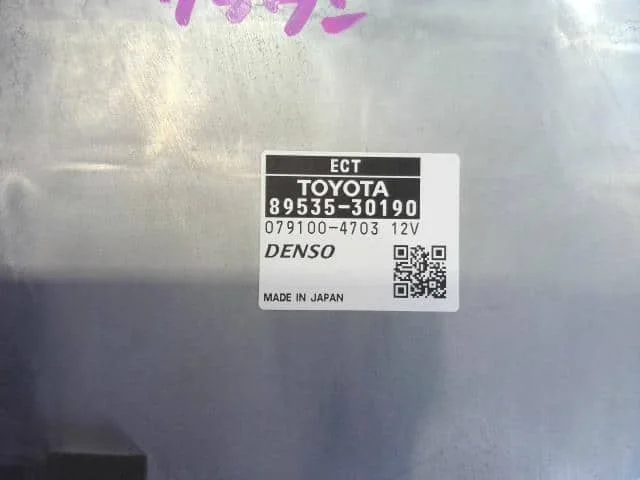 ECT
TOYOTA
89535-30190
079100-4703 12V
DENSO
MADE IN JAPAN